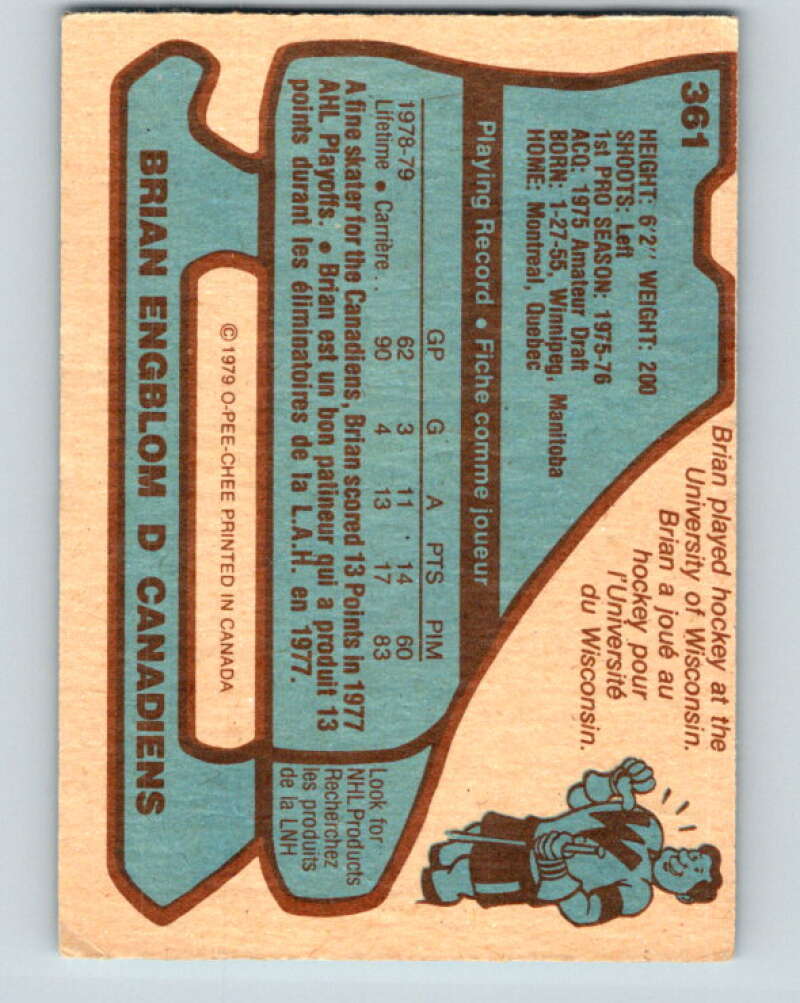 361
HEIGHT: 6'2" WEIGHT: 200
SHOOTS: Left
1st PRO SEASON: 1975-76
ACQ: 1975 Amateur Draft
BORN: 1-27-55, Winnipeg, Manitoba
HOME: Montreal, Quebec
Brian played hockey at the
University of Wisconsin.
Brian a joué au
hockey pour
l'Université
du Wisconsin.
Playing Record • Fiche comme joueur
GP G A PTS PIM
1978-79 62 3 11 14 60
Lifetime • Carrière.. 90 4 13 17 83
A fine skater for the Canadiens, Brian scored 13 Points in 1977
AHL Playoffs. • Brian est un bon patineur qui a produit 13
points durant les éliminatoires de la L.A.H. en 1977.
Look for
NHL Products
Recherchez
les produits
de la LNH
© 1979 O-PEE-CHEE PRINTED IN CANADA
BRIAN ENGBLOM D CANADIENS